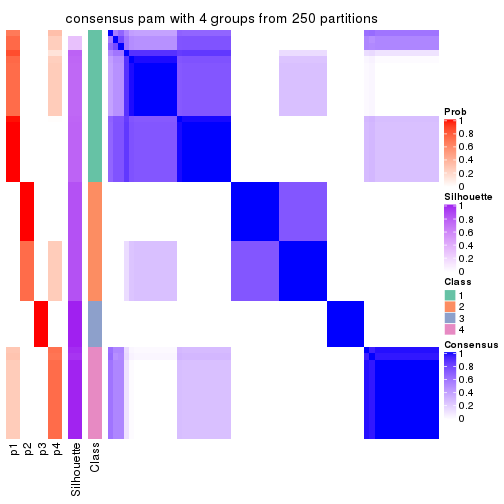 consensus pam with 4 groups from 250 partitions
Prob
1
0.8
0.6
0.4
0.2
0
Silhouette
1
0.8
0.6
0.4
0.2
0
Class
1
2
3
4
Consensus
1
0.8
0.6
0.4
0.2
0
p1
p2
p3
p4
Silhouette
Class